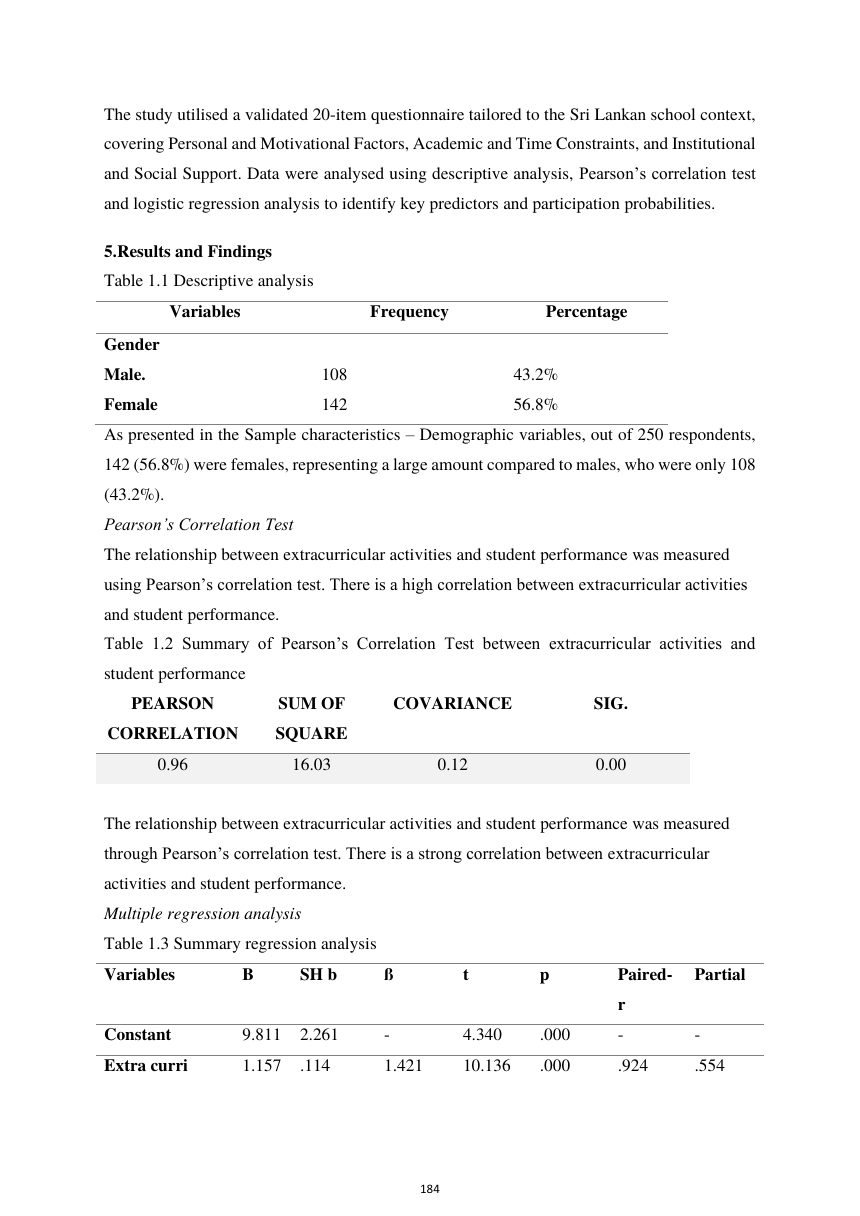 The study utilised a validated 20-item questionnaire tailored to the Sri Lankan school context,
covering Personal and Motivational Factors, Academic and Time Constraints, and Institutional
and Social Support. Data were analysed using descriptive analysis, Pearson’s correlation test
and logistic regression analysis to identify key predictors and participation probabilities.
5.Results and Findings
Table 1.1 Descriptive analysis
Variables Frequency Percentage
Gender
Male. 108 43.2%
Female 142 56.8%
As presented in the Sample characteristics – Demographic variables, out of 250 respondents,
142 (56.8%) were females, representing a large amount compared to males, who were only 108
(43.2%).
Pearson’s Correlation Test
The relationship between extracurricular activities and student performance was measured
using Pearson’s correlation test. There is a high correlation between extracurricular activities
and student performance.
Table 1.2 Summary of Pearson’s Correlation Test between extracurricular activities and
student performance
PEARSON SUM OF COVARIANCE SIG.
CORRELATION SQUARE
0.96 16.03 0.12 0.00
The relationship between extracurricular activities and student performance was measured
through Pearson’s correlation test. There is a strong correlation between extracurricular
activities and student performance.
Multiple regression analysis
Table 1.3 Summary regression analysis
Variables B SH b ß t p Paired- Partial
r
Constant 9.811 2.261 - 4.340 .000 - -
Extra curri 1.157 .114 1.421 10.136 .000 .924 .554
184